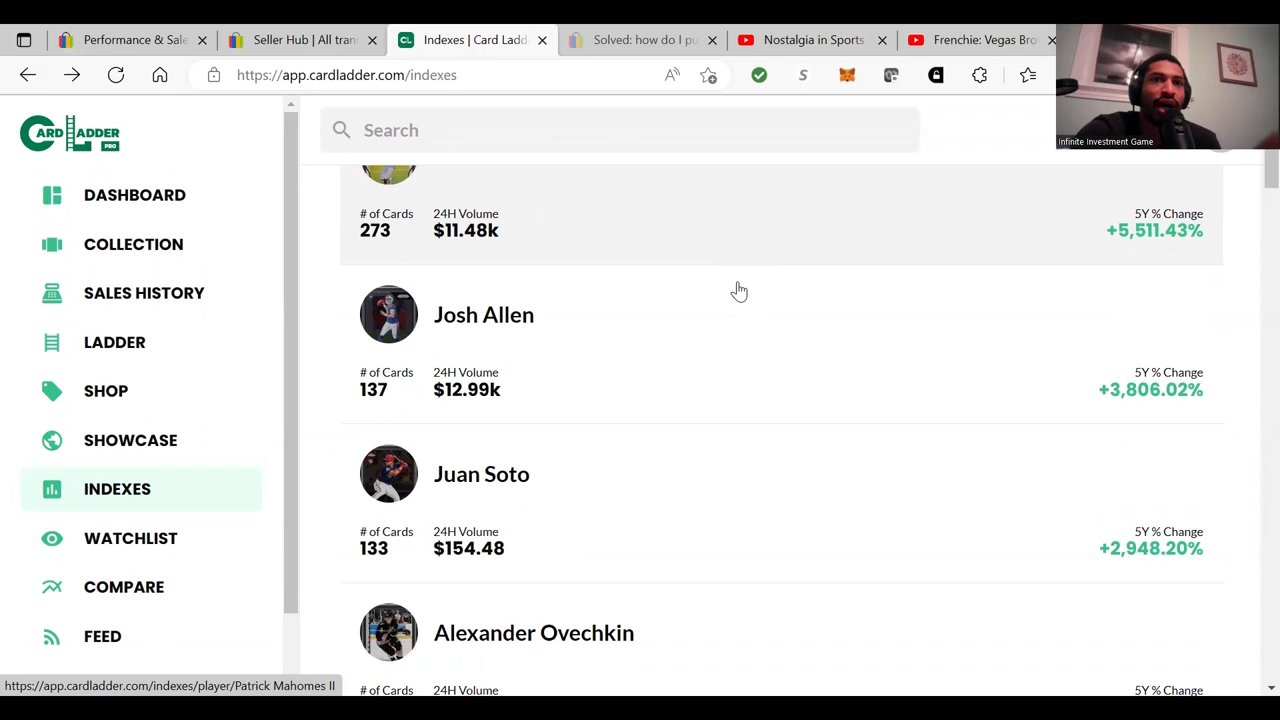 Performance & Sale
Seller Hub | All tran
Indexes | Card Ladd
Solved: how do I pu
Nostalgia in Sports
Frenchie: Vegas Bro
https://app.cardladder.com/indexes
Infinite Investment Game
CARD LADDER
PRO
Search
DASHBOARD
COLLECTION
SALES HISTORY
LADDER
SHOP
SHOWCASE
INDEXES
WATCHLIST
COMPARE
FEED
# of Cards 24H Volume 5Y % Change
273 $11.48k +5,511.43%
Josh Allen
# of Cards 24H Volume 5Y % Change
137 $12.99k +3,806.02%
Juan Soto
# of Cards 24H Volume 5Y % Change
133 $154.48 +2,948.20%
Alexander Ovechkin
# of Cards 24H Volume 5Y % Change
https://app.cardladder.com/indexes/player/Patrick Mahomes II